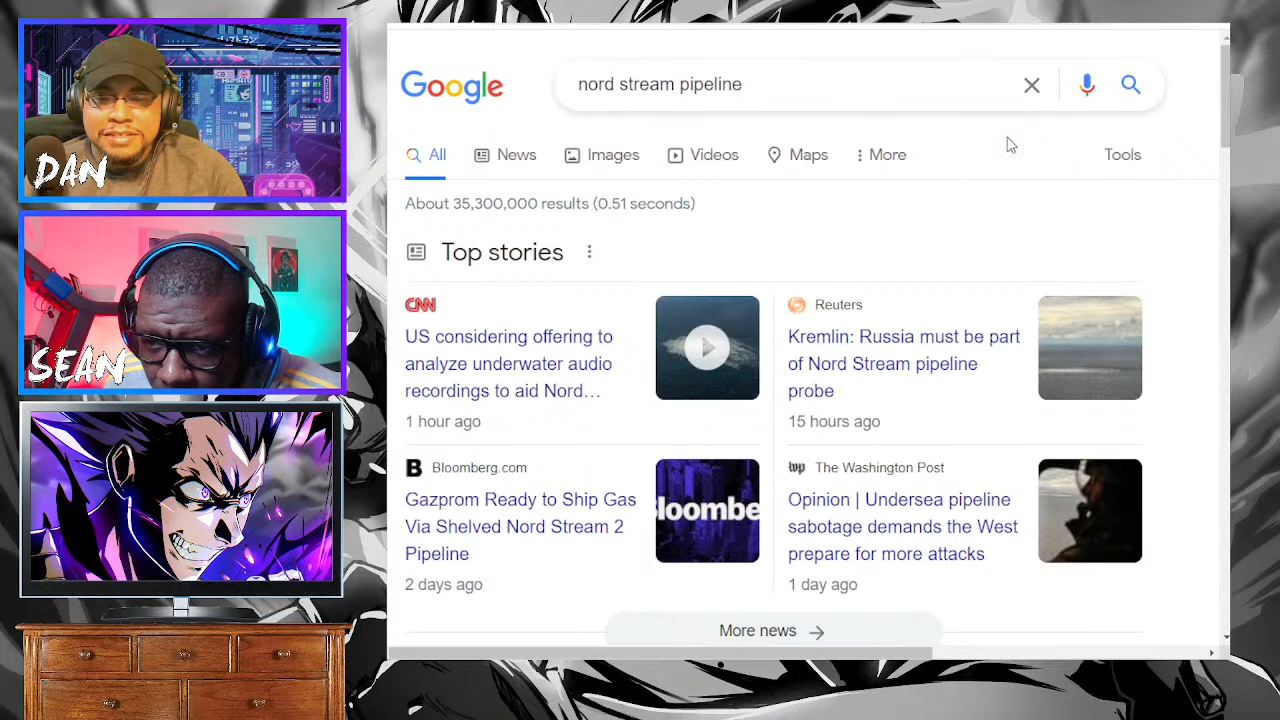 DAN
SEAN
Google
nord stream pipeline
All
News
Images
Videos
Maps
More
Tools
About 35,300,000 results (0.51 seconds)
Top stories
CNN
US considering offering to
analyze underwater audio
recordings to aid Nord…
1 hour ago
Reuters
Kremlin: Russia must be part
of Nord Stream pipeline
probe
15 hours ago
B Bloomberg.com
Gazprom Ready to Ship Gas
Via Shelved Nord Stream 2
Pipeline
loombe
2 days ago
wp The Washington Post
Opinion | Undersea pipeline
sabotage demands the West
prepare for more attacks
1 day ago
More news